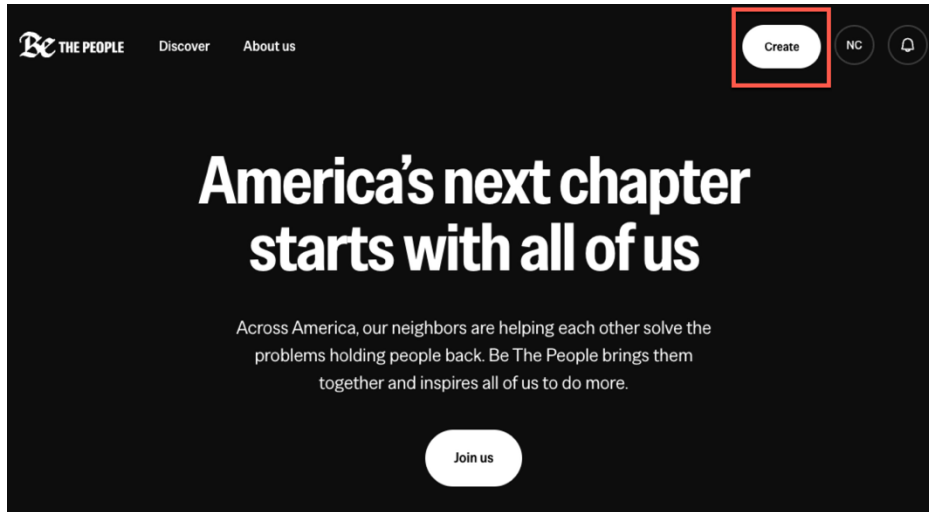 Be THE PEOPLE
Discover
About us
Create
NC
America's next chapter
starts with all of us
Across America, our neighbors are helping each other solve the
problems holding people back. Be The People brings them
together and inspires all of us to do more.
Join us